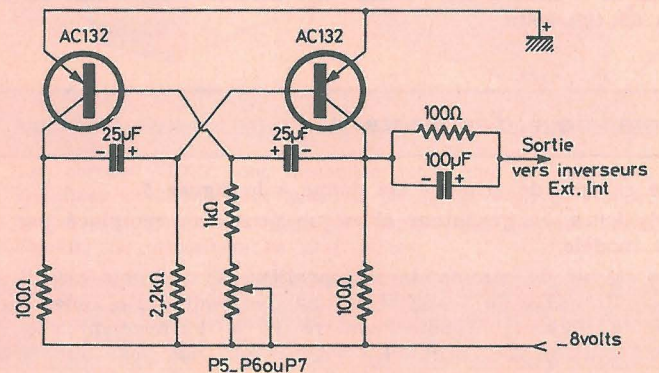 AC132
AC132
+
25µF
- +
25µF
+ -
100Ω
100µF
- +
Sortie
vers inverseurs
Ext. Int
1kΩ
100Ω
2,2kΩ
100Ω
_8volts
P5_P6ouP7